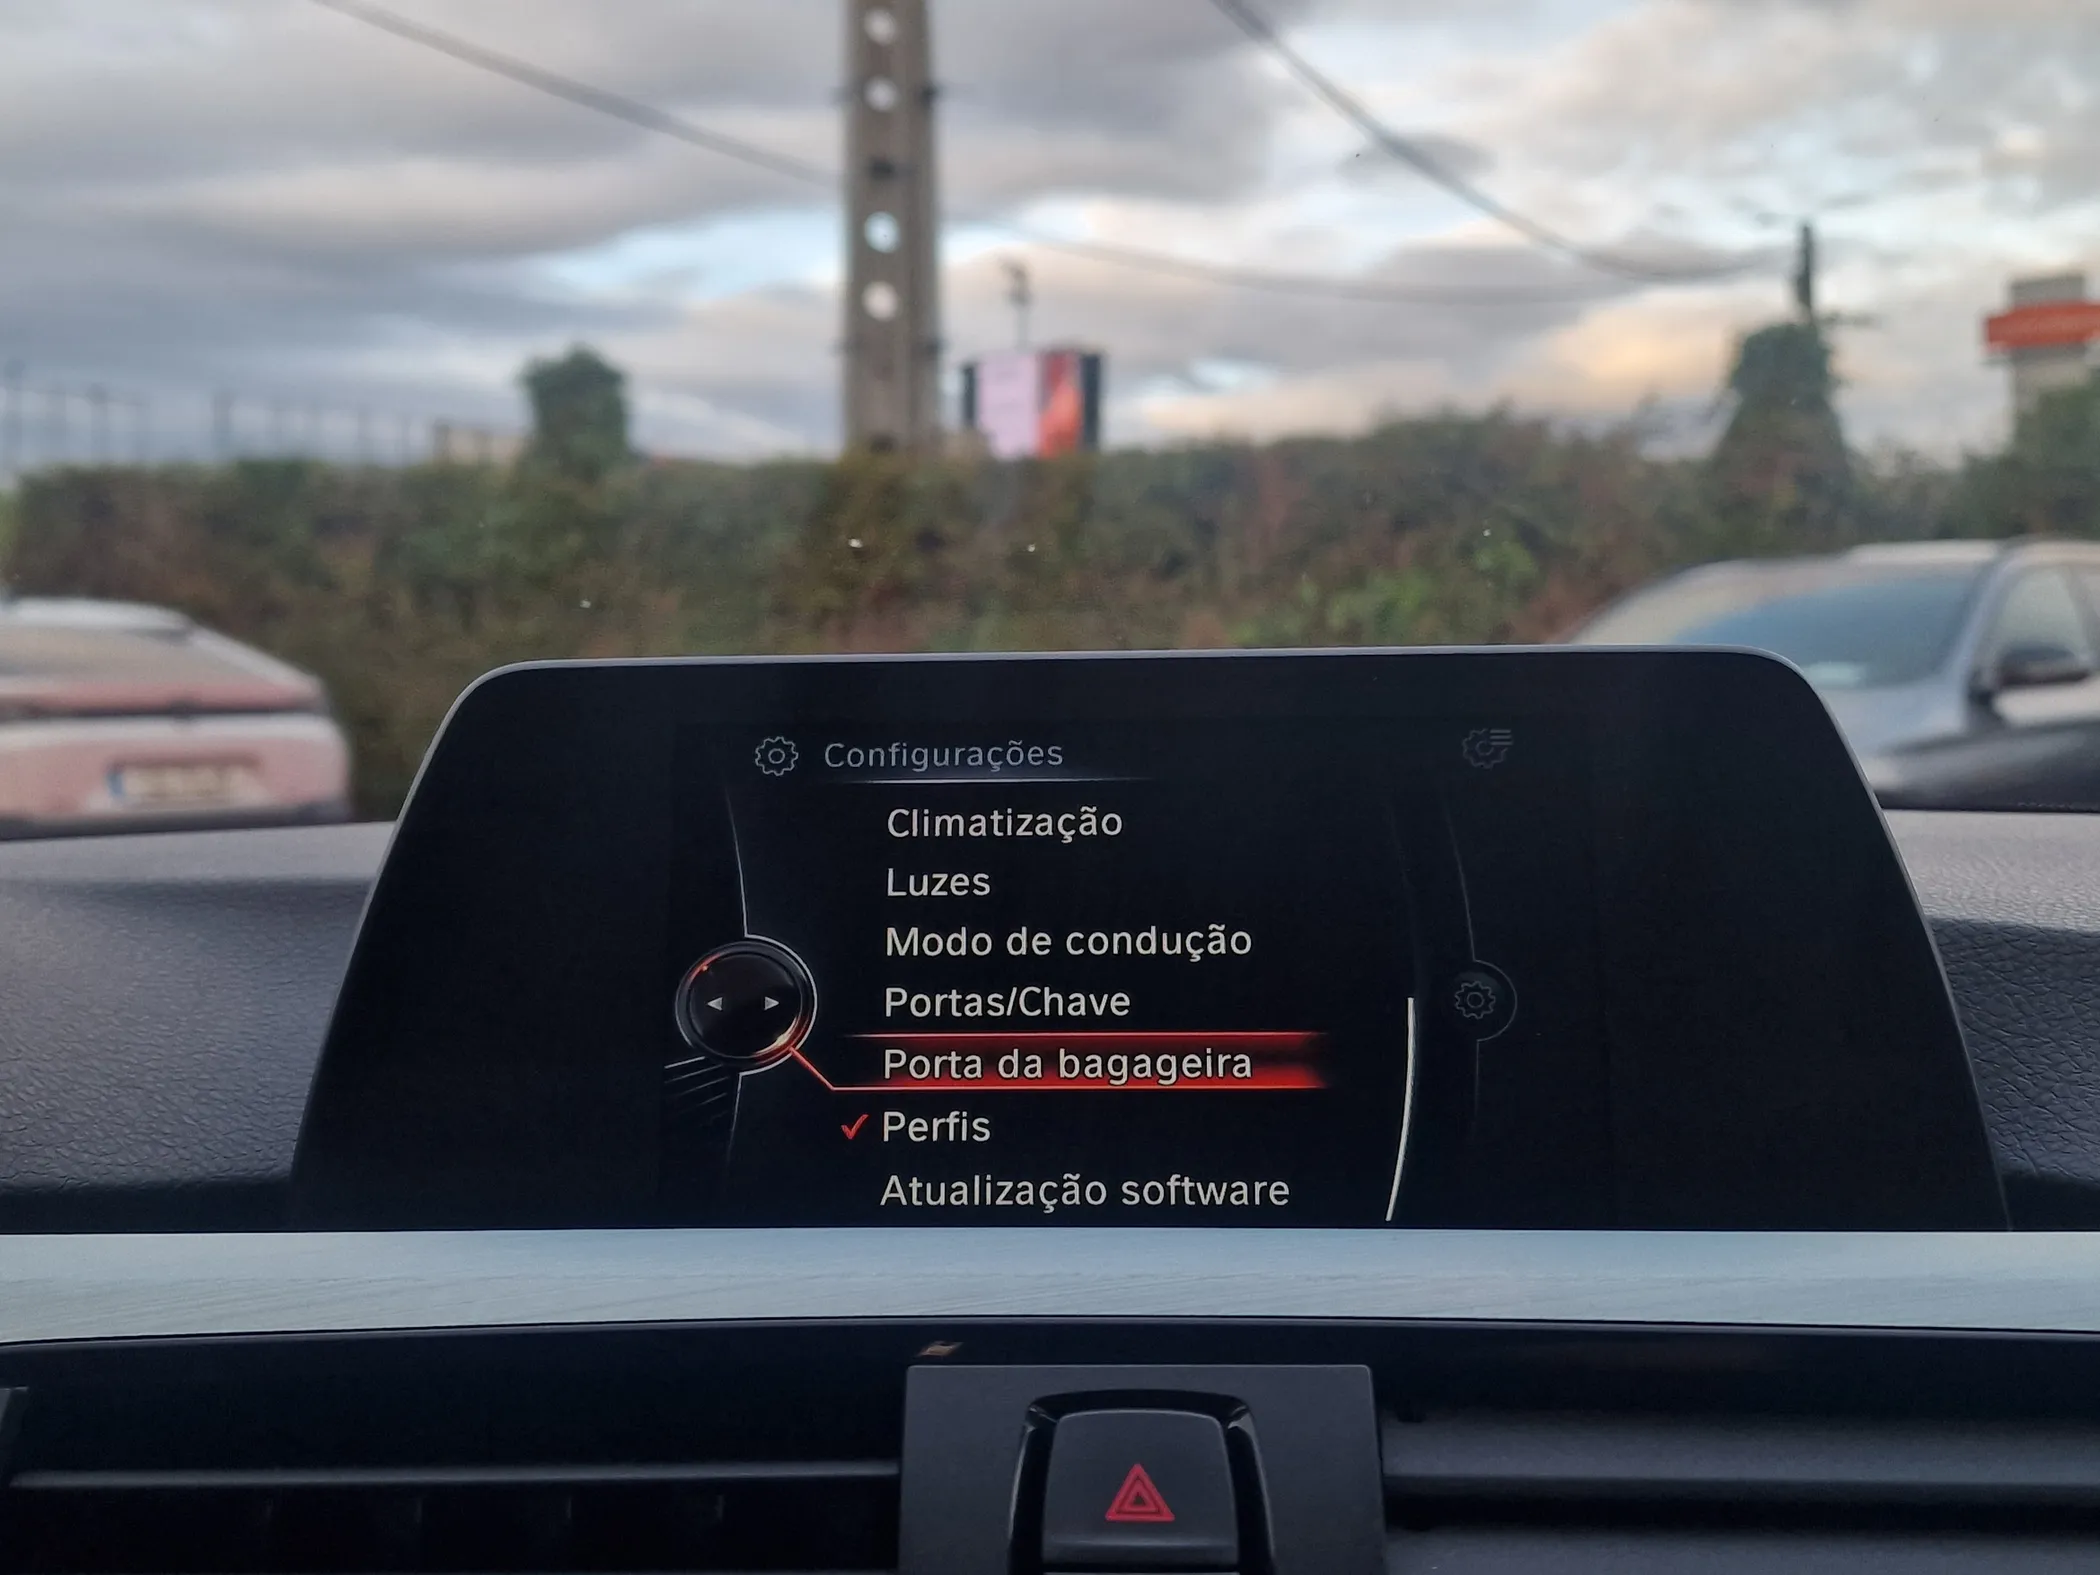 Configurações
Climatização
Luzes
Modo de condução
Portas/Chave
Porta da bagageira
Perfis
Atualização software